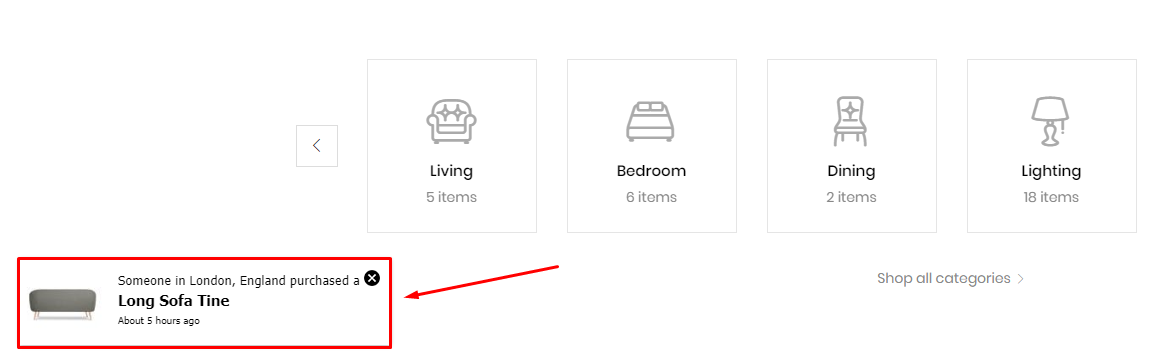 Living
5 items
Bedroom
6 items
Dining
2 items
Lighting
18 items
Someone in London, England purchased a
Long Sofa Tine
About 5 hours ago
Shop all categories